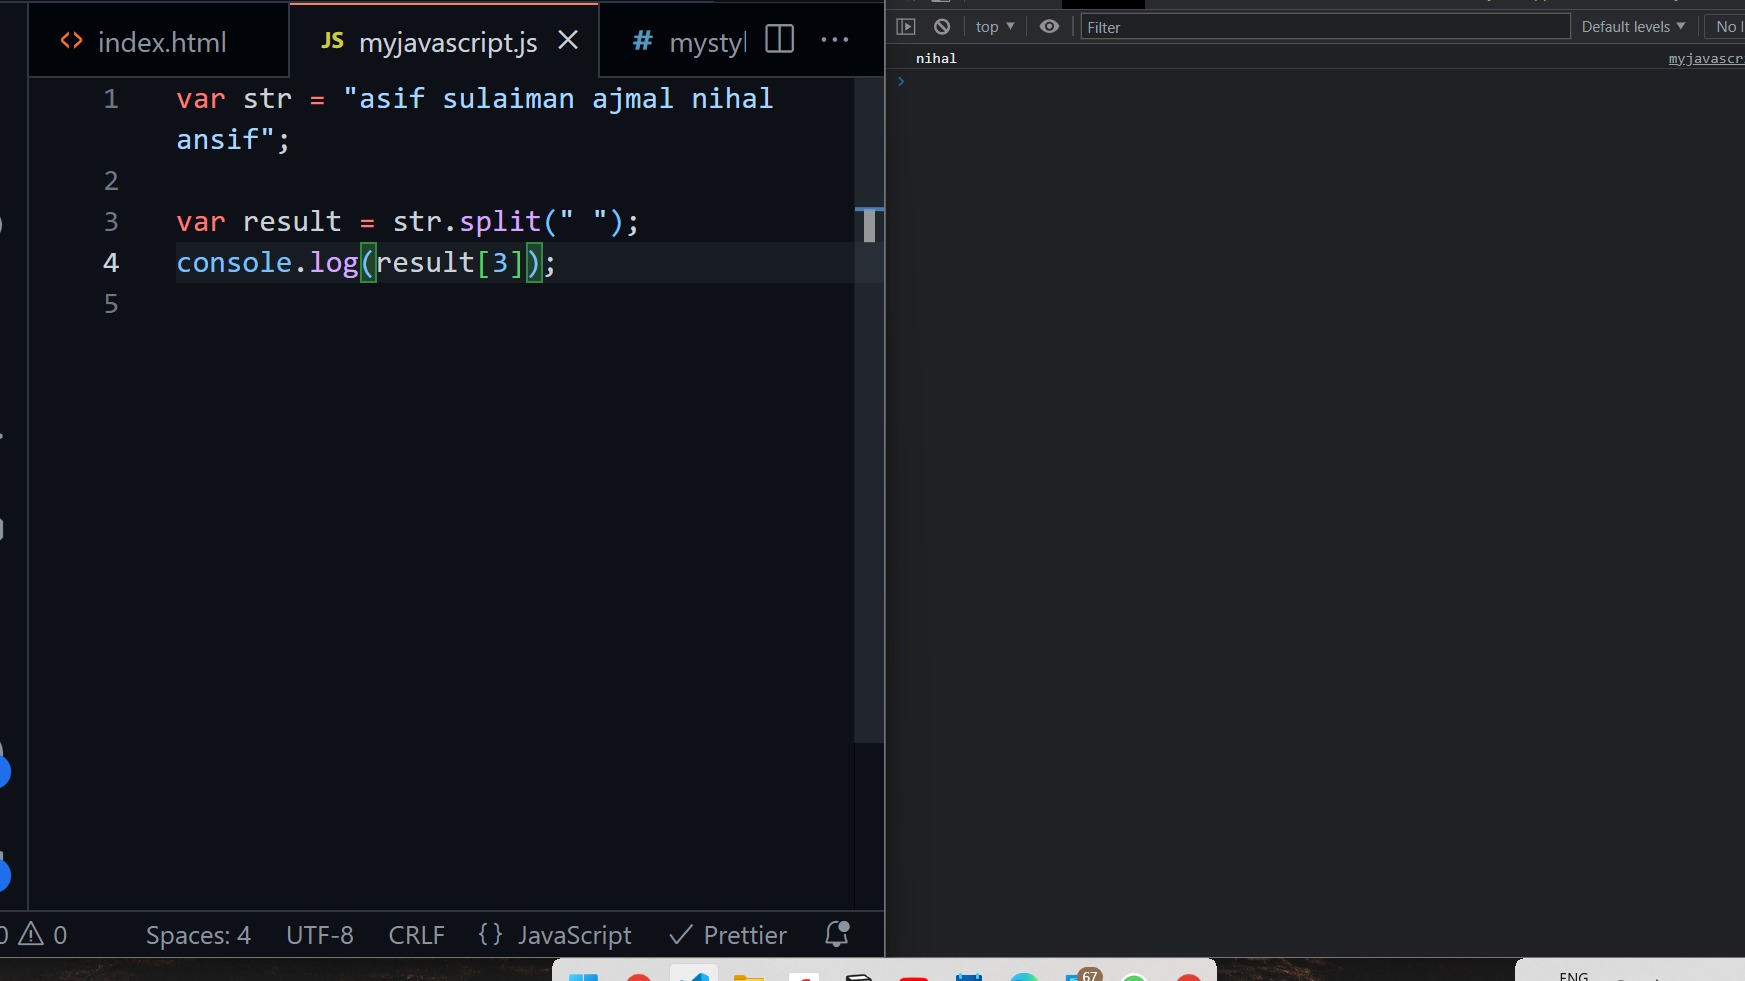 index.html
JS myjavascript.js
# mystyl
1 var str = "asif sulaiman ajmal nihal
ansif";
2
3 var result = str.split(" ");
4 console.log(result[3]);
5
0 0
Spaces: 4
UTF-8
CRLF
{} JavaScript
Prettier
top
Filter
Default levels
No
nihal
myjavascr
67
ENG